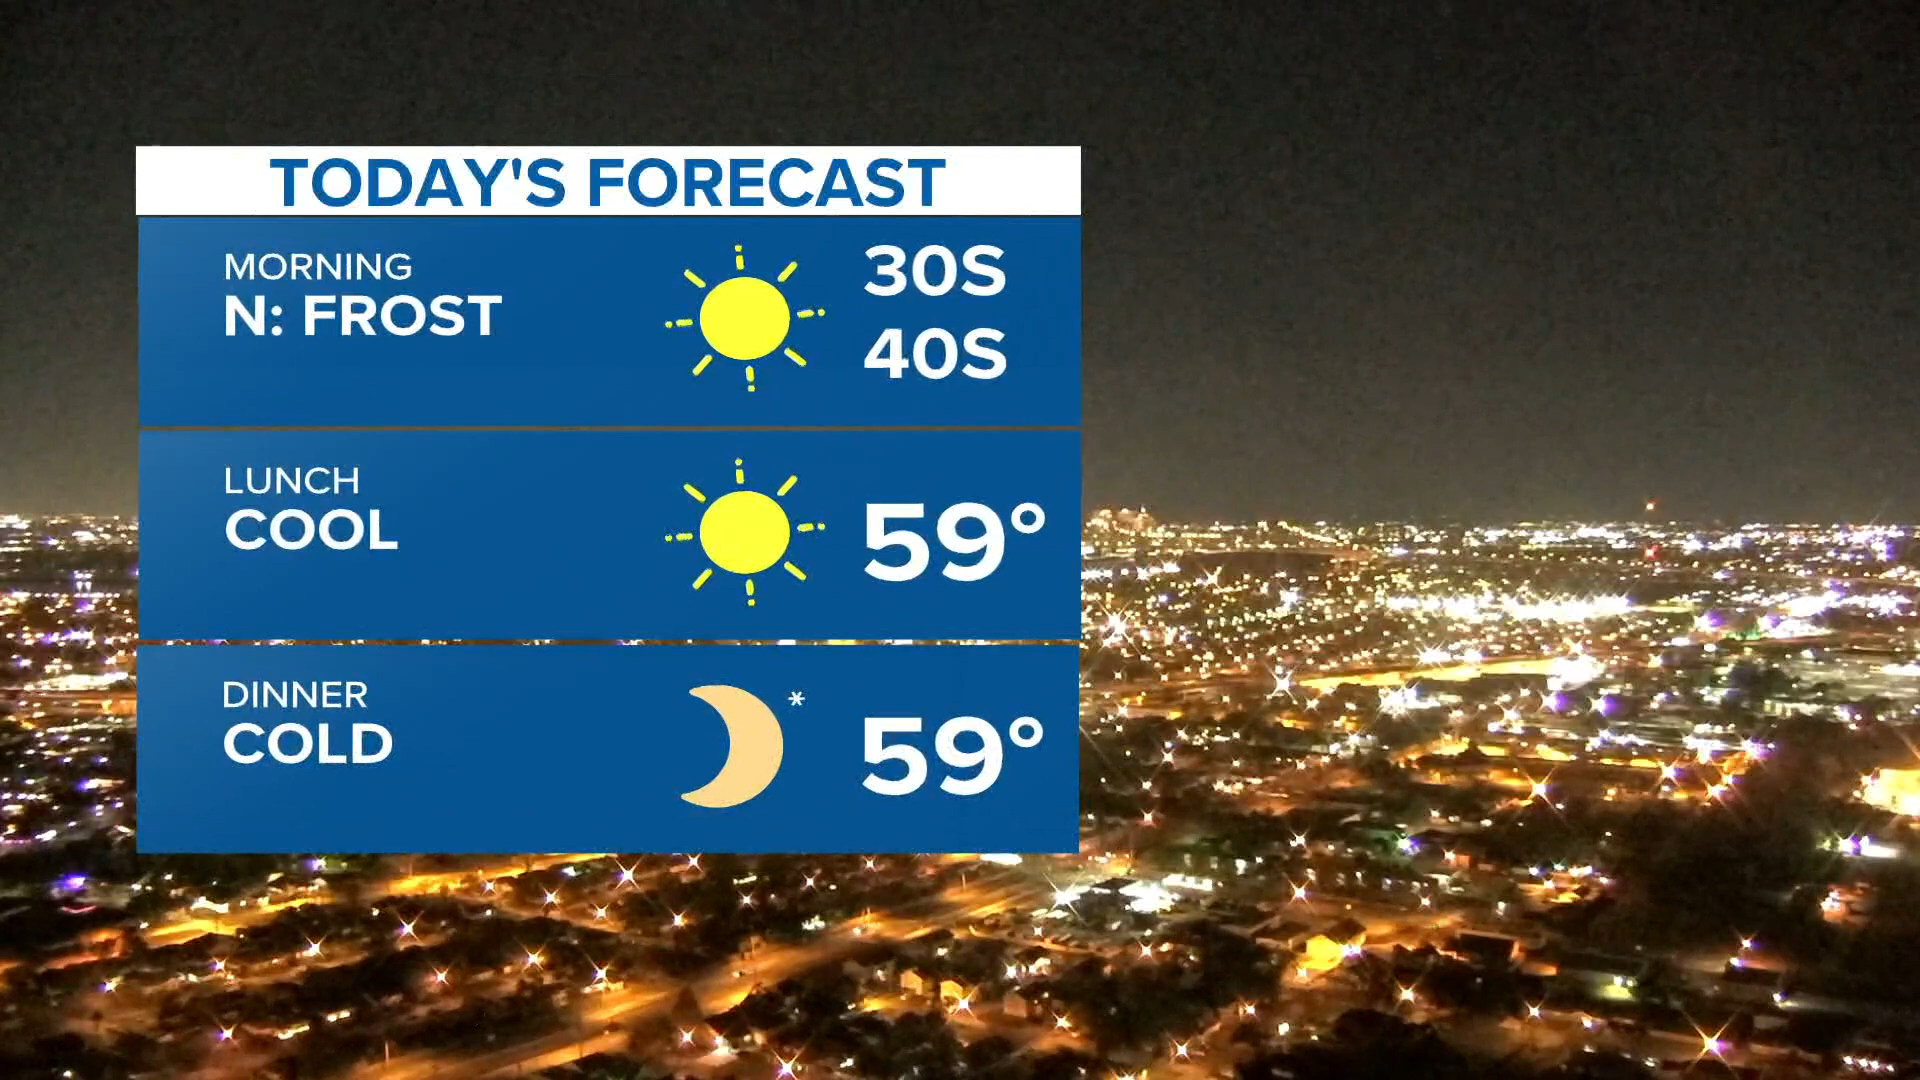 TODAY'S FORECAST
MORNING
N: FROST
30S
40S
LUNCH
COOL
59°
DINNER
COLD
59°